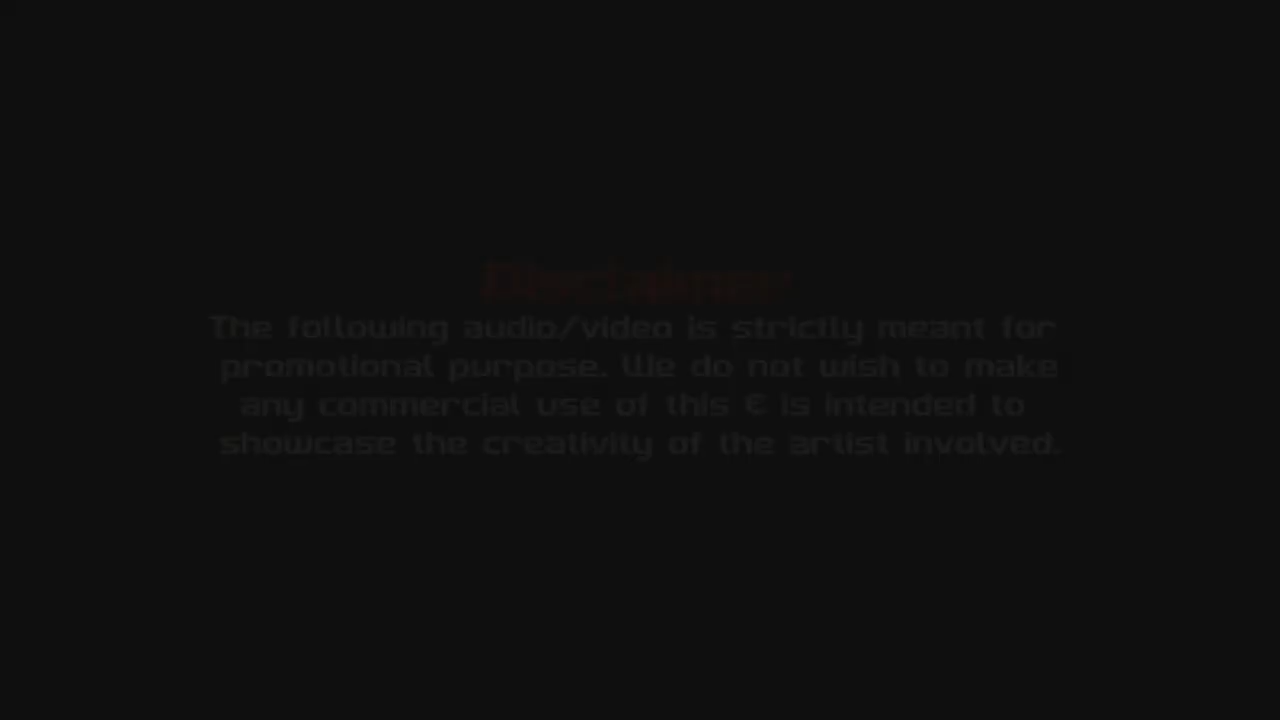 Disclaimer
The following audio/video is strictly meant for
promotional purpose. We do not wish to make
any commercial use of this & is intended to
showcase the creativity of the artist involved.